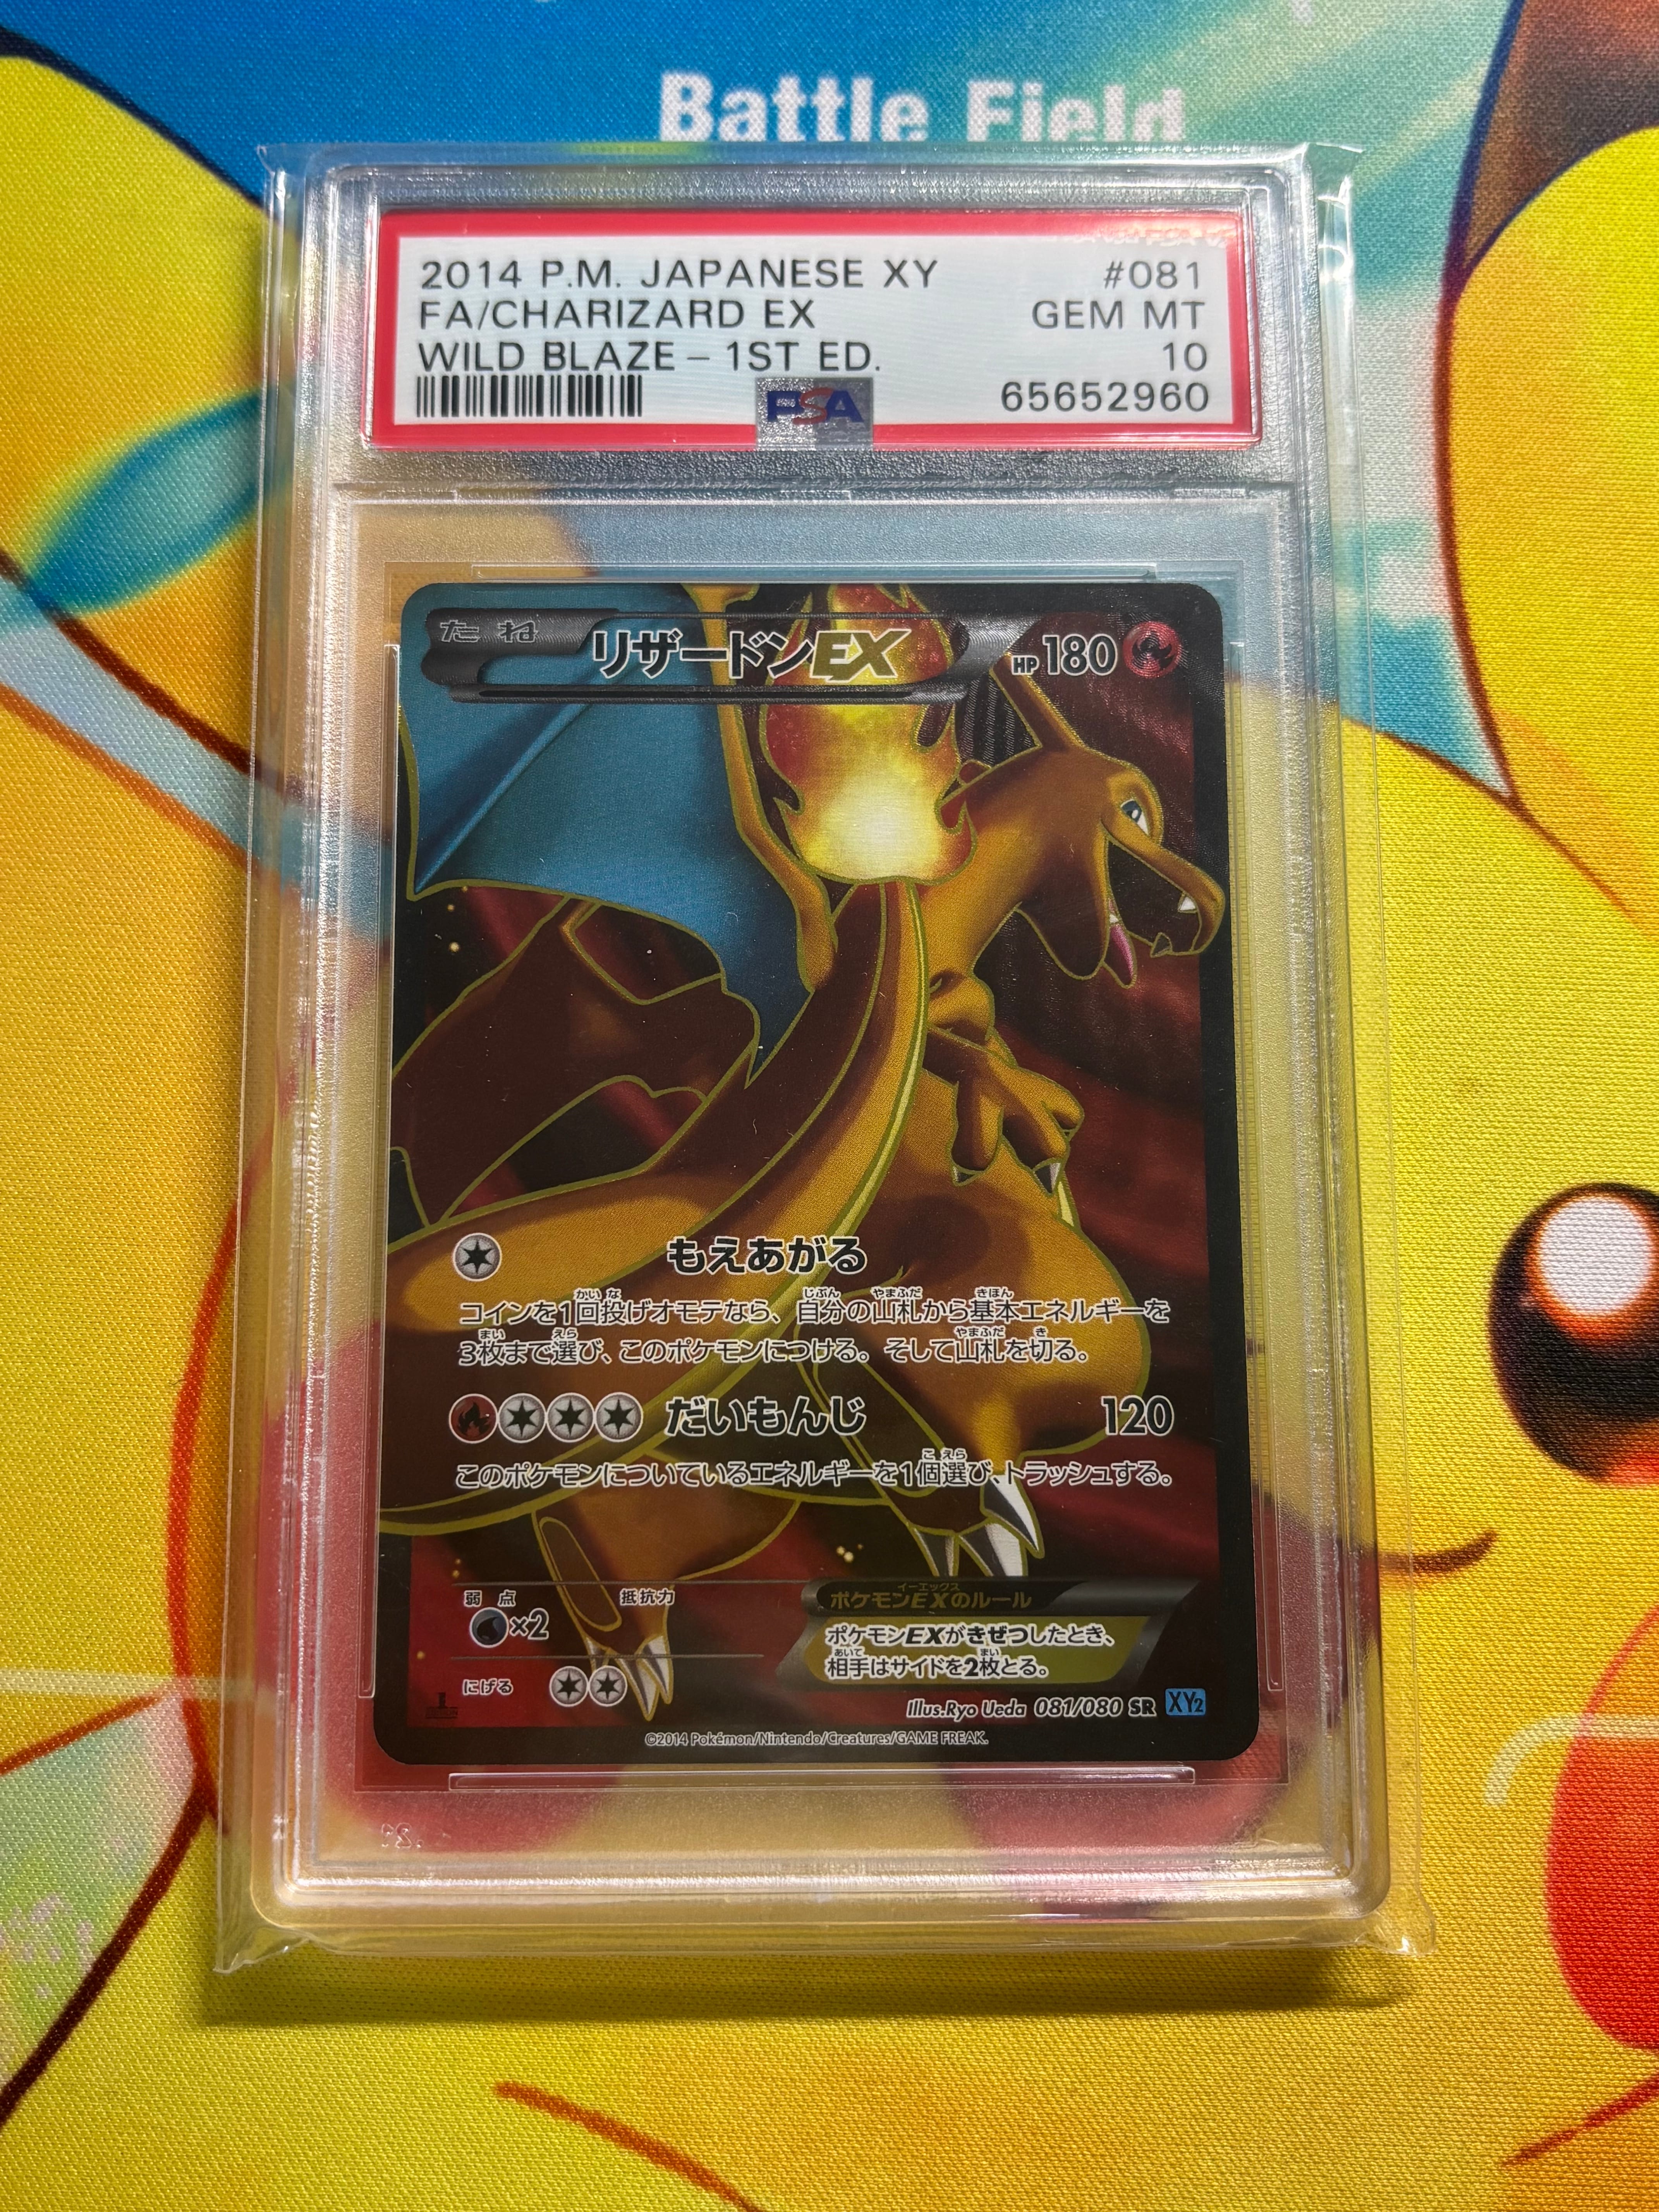 Battle Field
2014 P.M. JAPANESE XY #081
FA/CHARIZARD EX GEM MT
WILD BLAZE – 1ST ED. 10
PSA 65652960
たね リザードンEX HP180
もえあがる
コインを1回投げオモテなら、自分の山札から基本エネルギーを
3枚まで選び、このポケモンにつける。そして山札を切る。
だいもんじ 120
このポケモンについているエネルギーを1個選び、トラッシュする。
弱点 抵抗力
×2
にげる
ポケモンEXのルール
ポケモンEXがきぜつしたとき、
相手はサイドを2枚とる。
Illus.Ryo Ueda 081/080 SR XY2
©2014 Pokémon/Nintendo/Creatures/GAME FREAK.